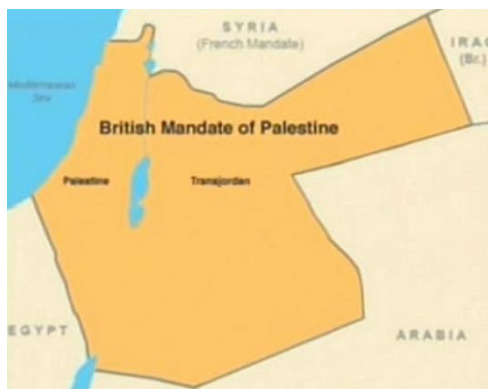 SYRIA
(French Mandate)
IRAQ
(Br.)
Mediterranean
Sea
British Mandate of Palestine
Palestine
Transjordan
EGYPT
ARABIA